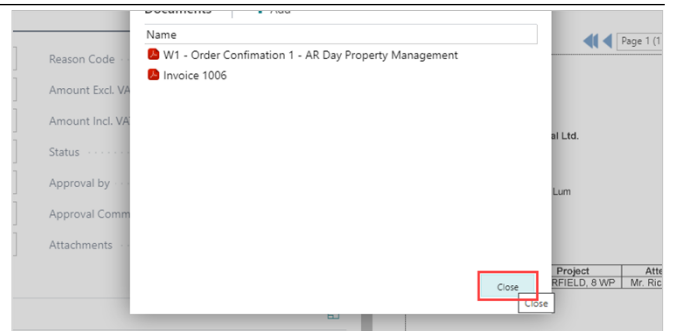 Documents
Add
Name
W1 - Order Confimation 1 - AR Day Property Management
Invoice 1006
Close
Close
Reason Code
Amount Excl. VA
Amount Incl. VA
Status
Approval by
Approval Comm
Attachments
Page 1 (1
al Ltd.
Lum
Project Atte
RFIELD, 8 WP Mr. Ric